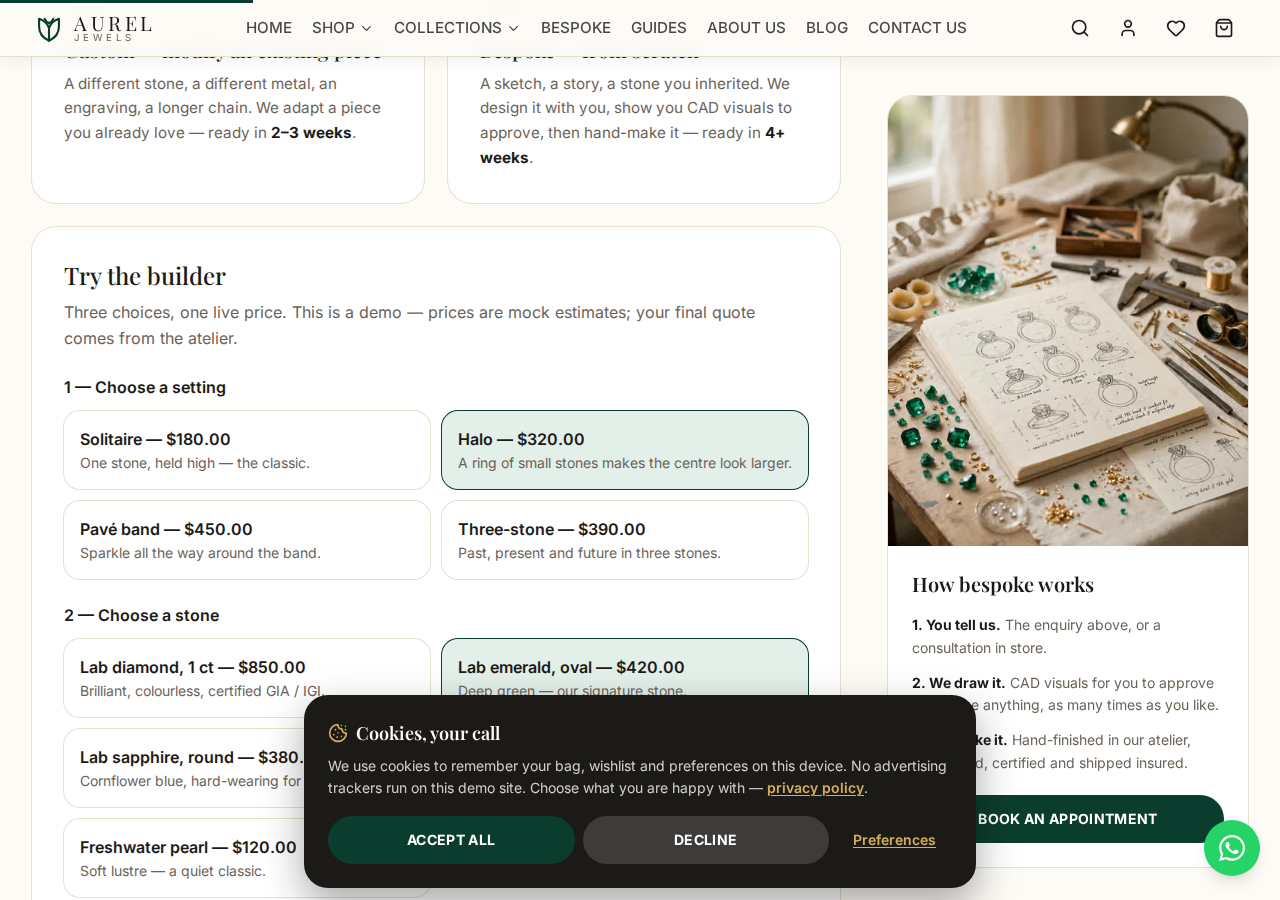 AUREL
JEWELS
HOME
SHOP
COLLECTIONS
BESPOKE
GUIDES
ABOUT US
BLOG
CONTACT US
A different stone, a different metal, an
engraving, a longer chain. We adapt a piece
you already love — ready in 2–3 weeks.
A sketch, a story, a stone you inherited. We
design it with you, show you CAD visuals to
approve, then hand-make it — ready in 4+
weeks.
Try the builder
Three choices, one live price. This is a demo — prices are mock estimates; your final quote
comes from the atelier.
1 — Choose a setting
Solitaire — $180.00
One stone, held high — the classic.
Halo — $320.00
A ring of small stones makes the centre look larger.
Pavé band — $450.00
Sparkle all the way around the band.
Three-stone — $390.00
Past, present and future in three stones.
2 — Choose a stone
Lab diamond, 1 ct — $850.00
Brilliant, colourless, certified GIA / IGI.
Lab emerald, oval — $420.00
Deep green — our signature stone.
Lab sapphire, round — $380.
Cornflower blue, hard-wearing for
Freshwater pearl — $120.00
Soft lustre — a quiet classic.
How bespoke works
1. You tell us. The enquiry above, or a
consultation in store.
2. We draw it. CAD visuals for you to approve
anything, as many times as you like.
it. Hand-finished in our atelier,
certified and shipped insured.
BOOK AN APPOINTMENT
Cookies, your call
We use cookies to remember your bag, wishlist and preferences on this device. No advertising
trackers run on this demo site. Choose what you are happy with — privacy policy.
ACCEPT ALL
DECLINE
Preferences